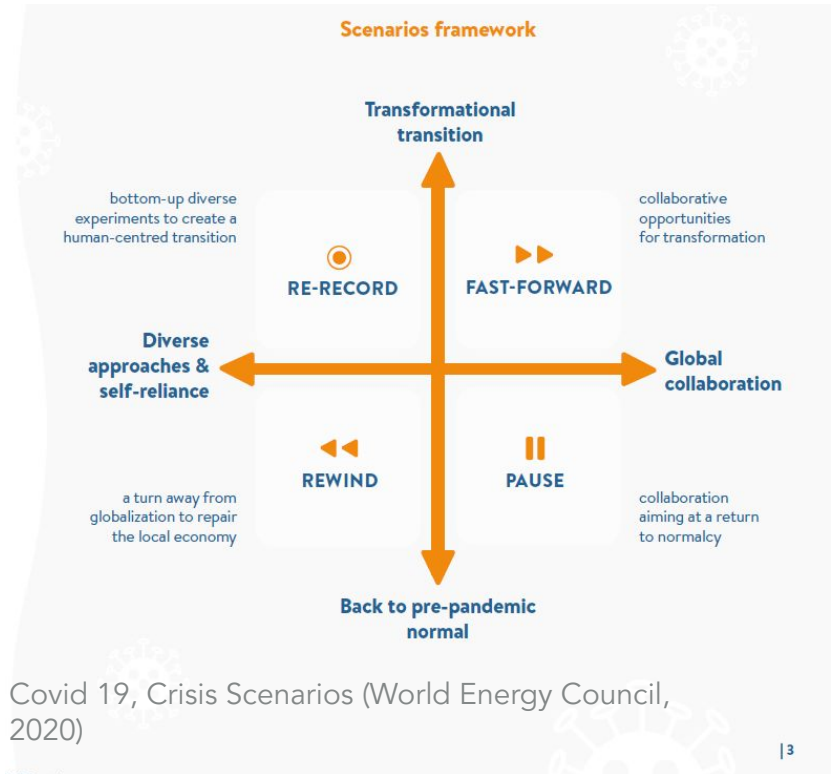 Scenarios framework
Transformational
transition
bottom-up diverse
experiments to create a
human-centred transition
collaborative
opportunities
for transformation
RE-RECORD
FAST-FORWARD
Diverse
approaches &
self-reliance
Global
collaboration
REWIND
PAUSE
a turn away from
globalization to repair
the local economy
collaboration
aiming at a return
to normalcy
Back to pre-pandemic
normal
Covid 19, Crisis Scenarios (World Energy Council,
2020)
| 3